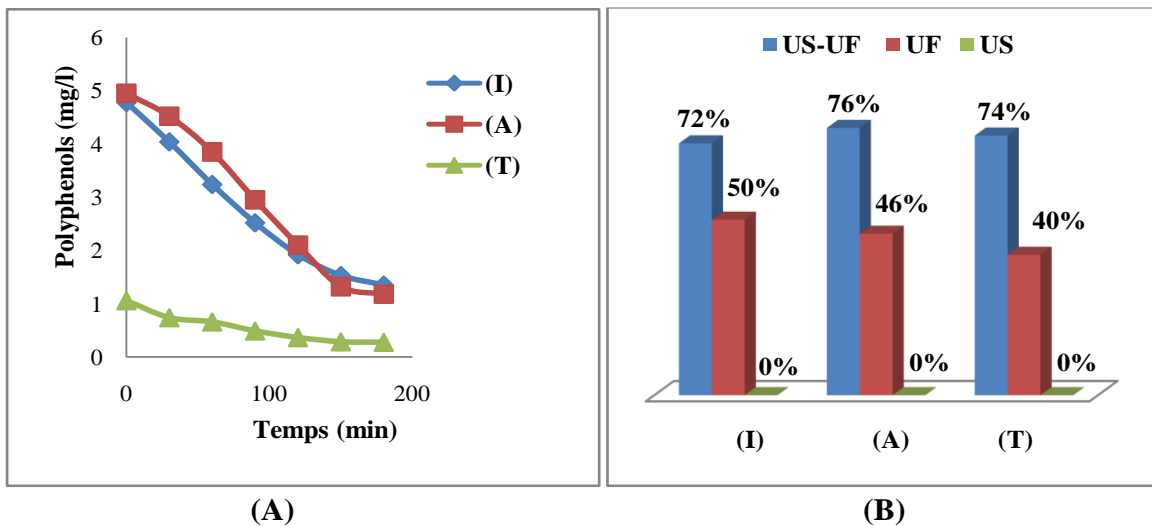 Polyphenols (mg/l)
6
5
4
3
2
1
0
0 100 200
Temps (min)
(I)
(A)
(T)
(A)
US-UF UF US
72% 50% 0%
76% 46% 0%
74% 40% 0%
(I) (A) (T)
(B)